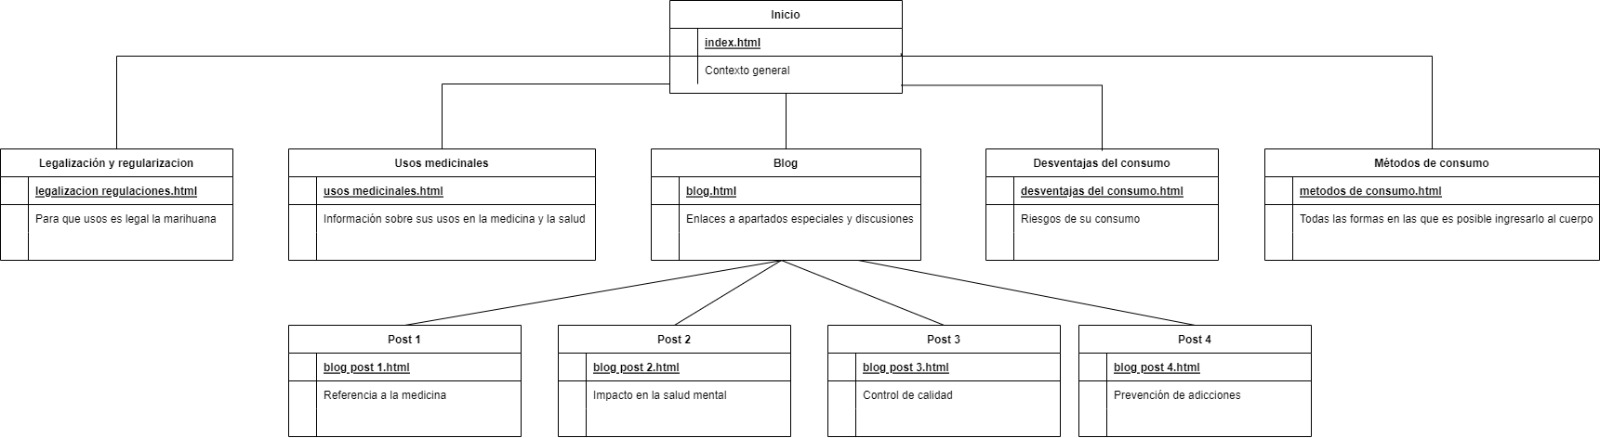 Inicio
index.html
Contexto general
Legalización y regularizacion
legalizacion regulaciones.html
Para que usos es legal la marihuana
Usos medicinales
usos medicinales.html
Información sobre sus usos en la medicina y la salud
Blog
blog.html
Enlaces a apartados especiales y discusiones
Desventajas del consumo
desventajas del consumo.html
Riesgos de su consumo
Métodos de consumo
metodos de consumo.html
Todas las formas en las que es posible ingresarlo al cuerpo
Post 1
blog post 1.html
Referencia a la medicina
Post 2
blog post 2.html
Impacto en la salud mental
Post 3
blog post 3.html
Control de calidad
Post 4
blog post 4.html
Prevención de adicciones